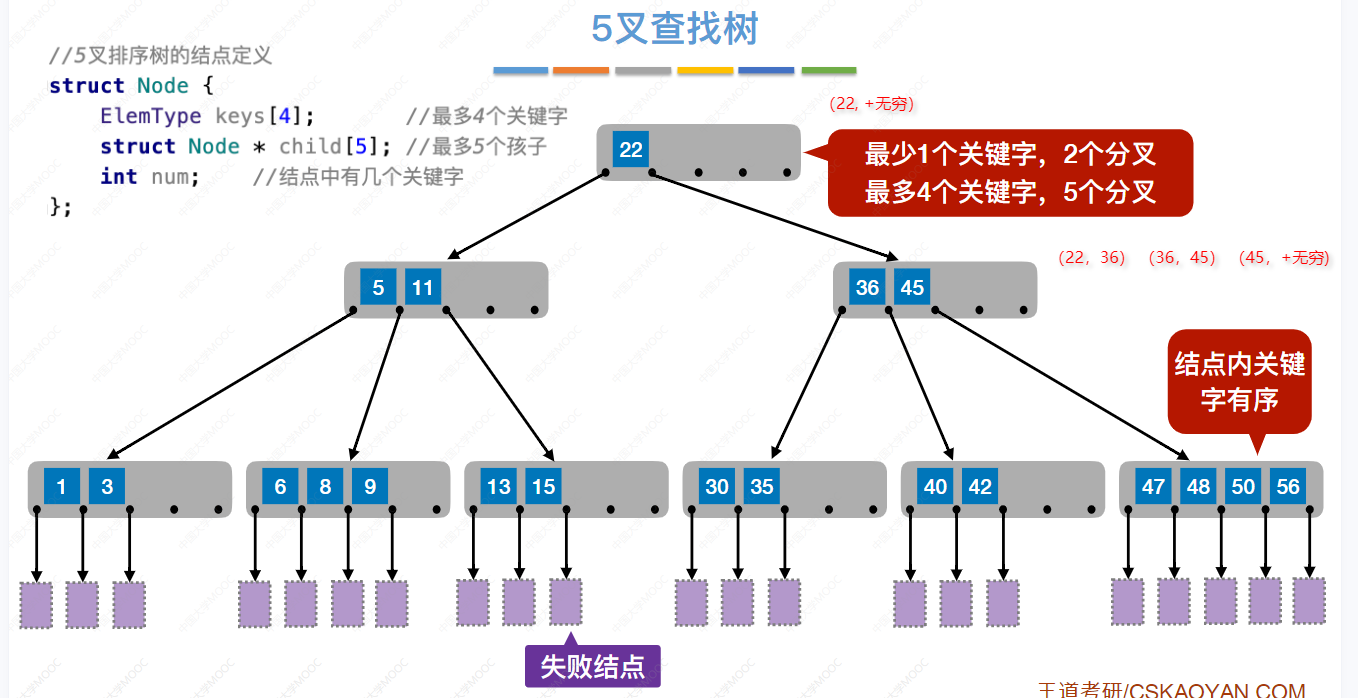 5叉查找树
//5叉排序树的结点定义
struct Node {
ElemType keys[4]; //最多4个关键字
struct Node * child[5]; //最多5个孩子
int num; //结点中有几个关键字
};
(22, +无穷)
22
最少1个关键字，2个分叉
最多4个关键字，5个分叉
(22，36) (36，45) (45，+无穷)
5 11
36 45
结点内关键
字有序
1 3
6 8 9
13 15
30 35
40 42
47 48 50 56
失败结点
王道考研/CSKAOYAN.COM